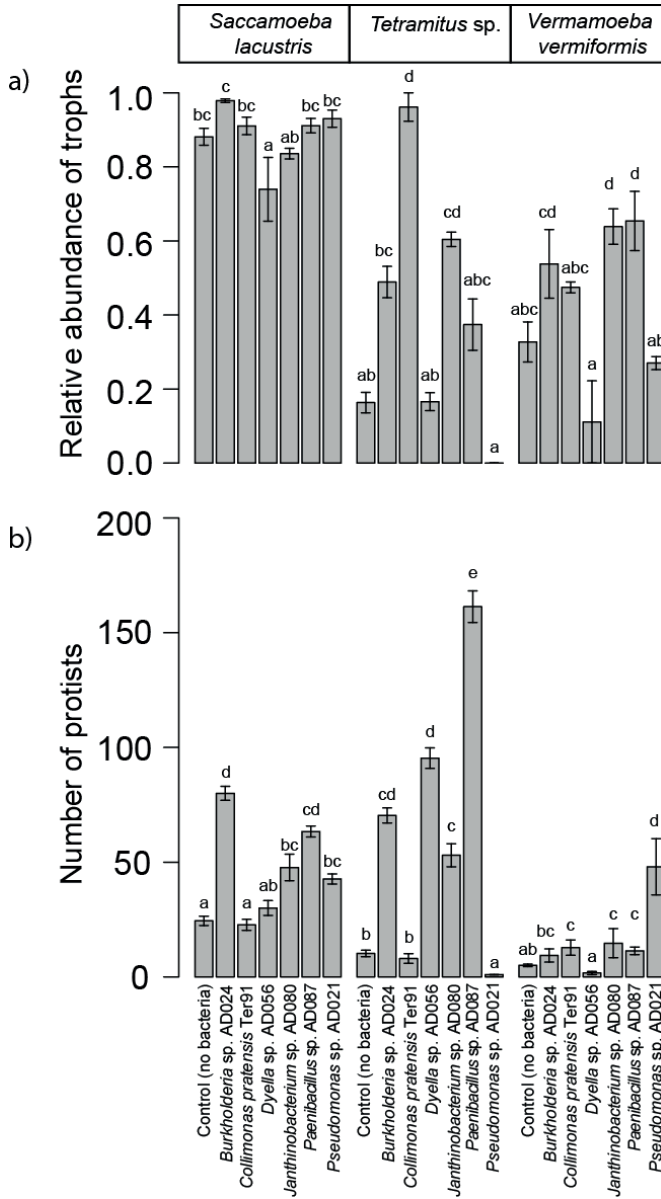 Saccamoeba lacustris
Tetramitus sp.
Vermamoeba vermiformis
a)
Relative abundance of trophs
1.0
0.8
0.6
0.4
0.2
0.0
bc
c
bc
a
ab
bc
bc
ab
bc
d
ab
cd
abc
a
abc
cd
abc
a
d
d
ab
b)
Number of protists
200
150
100
50
0
a
d
a
ab
bc
cd
bc
b
cd
b
d
c
e
a
ab
bc
c
a
c
c
d
Control (no bacteria)
Burkholderia sp. AD024
Collimonas pratensis Ter91
Dyella sp. AD056
Janthinobacterium sp. AD080
Paenibacillus sp. AD087
Pseudomonas sp. AD021
Control (no bacteria)
Burkholderia sp. AD024
Collimonas pratensis Ter91
Dyella sp. AD056
Janthinobacterium sp. AD080
Paenibacillus sp. AD087
Pseudomonas sp. AD021
Control (no bacteria)
Burkholderia sp. AD024
Collimonas pratensis Ter91
Dyella sp. AD056
Janthinobacterium sp. AD080
Paenibacillus sp. AD087
Pseudomonas sp. AD021